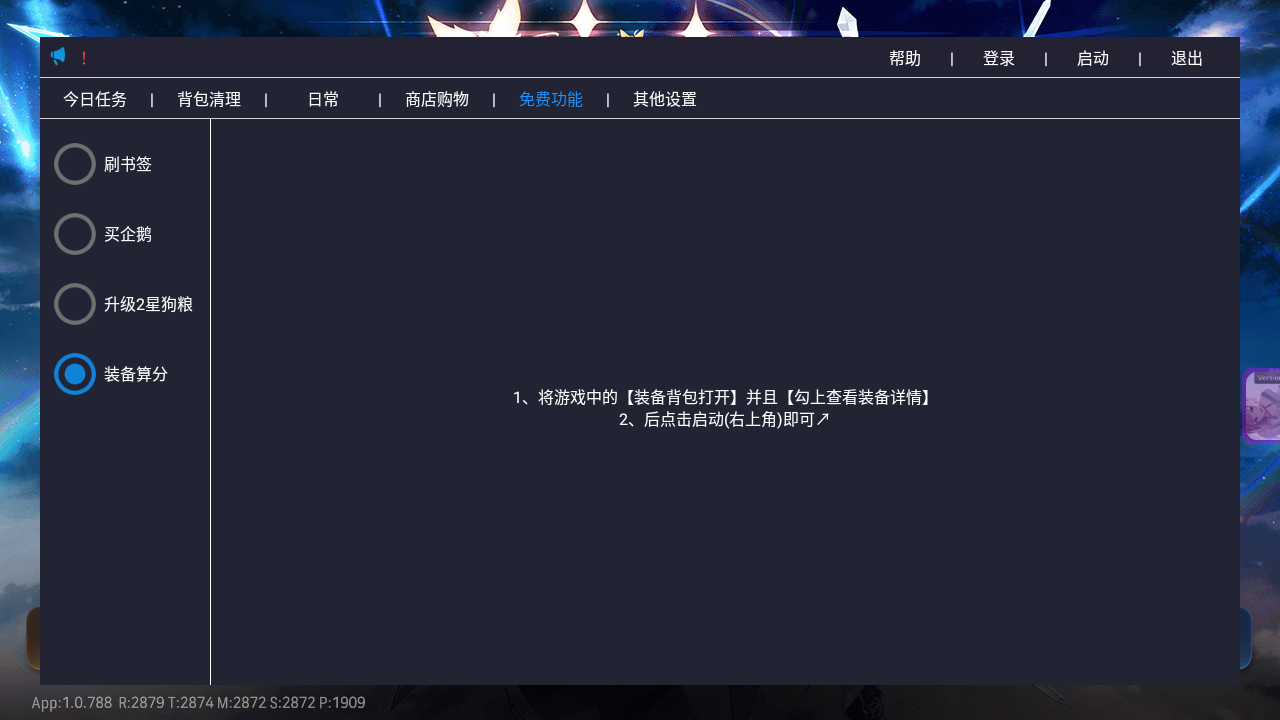 ! 帮助 | 登录 | 启动 | 退出
今日任务 | 背包清理 | 日常 | 商店购物 | 免费功能 | 其他设置
刷书签
买企鹅
升级2星狗粮
装备算分
1、将游戏中的【装备背包打开】并且【勾上查看装备详情】
2、后点击启动(右上角)即可↗
Version
App:1.0.788 R:2879 T:2874 M:2872 S:2872 P:1909